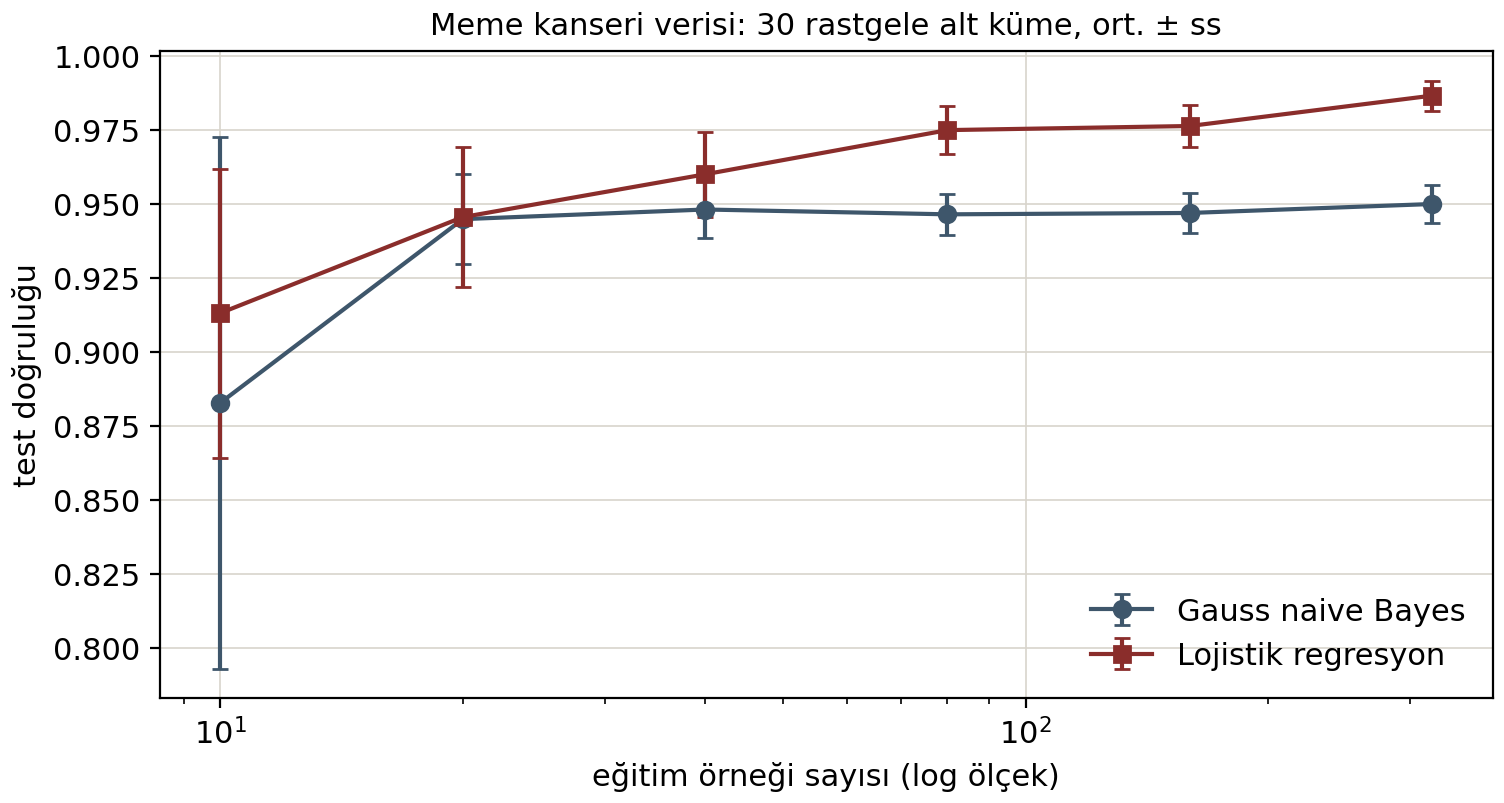 Meme kanseri verisi: 30 rastgele alt küme, ort. ± ss
test doğruluğu
1.000
0.975
0.950
0.925
0.900
0.875
0.850
0.825
0.800
Gauss naive Bayes
Lojistik regresyon
10¹ 10²
eğitim örneği sayısı (log ölçek)